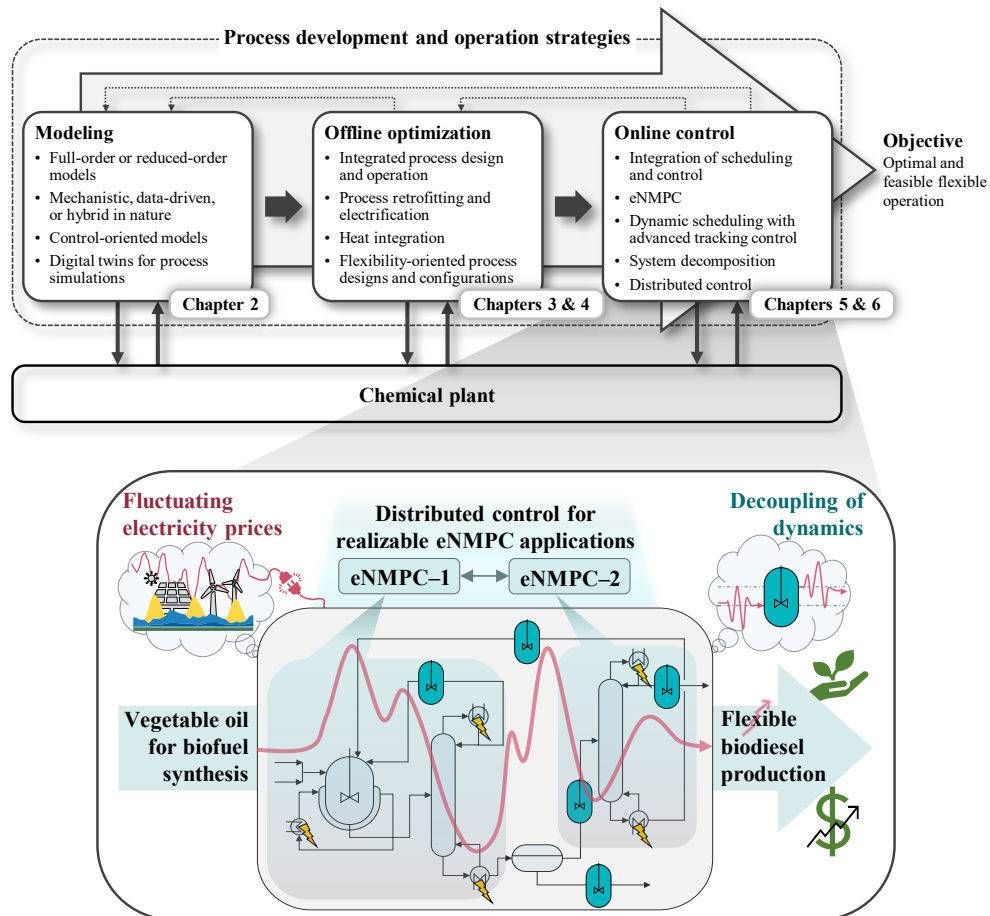 Process development and operation strategies
Modeling
• Full-order or reduced-order
models
• Mechanistic, data-driven,
or hybrid in nature
• Control-oriented models
• Digital twins for process
simulations
Chapter 2
Offline optimization
• Integrated process design
and operation
• Process retrofitting and
electrification
• Heat integration
• Flexibility-oriented process
designs and configurations
Chapters 3 & 4
Online control
• Integration of scheduling
and control
• eNMPC
• Dynamic scheduling with
advanced tracking control
• System decomposition
• Distributed control
Chapters 5 & 6
Objective
Optimal and
feasible flexible
operation
Chemical plant
Fluctuating
electricity prices
Distributed control for
realizable eNMPC applications
eNMPC–1
eNMPC–2
Decoupling of
dynamics
Vegetable oil
for biofuel
synthesis
Flexible
biodiesel
production
$